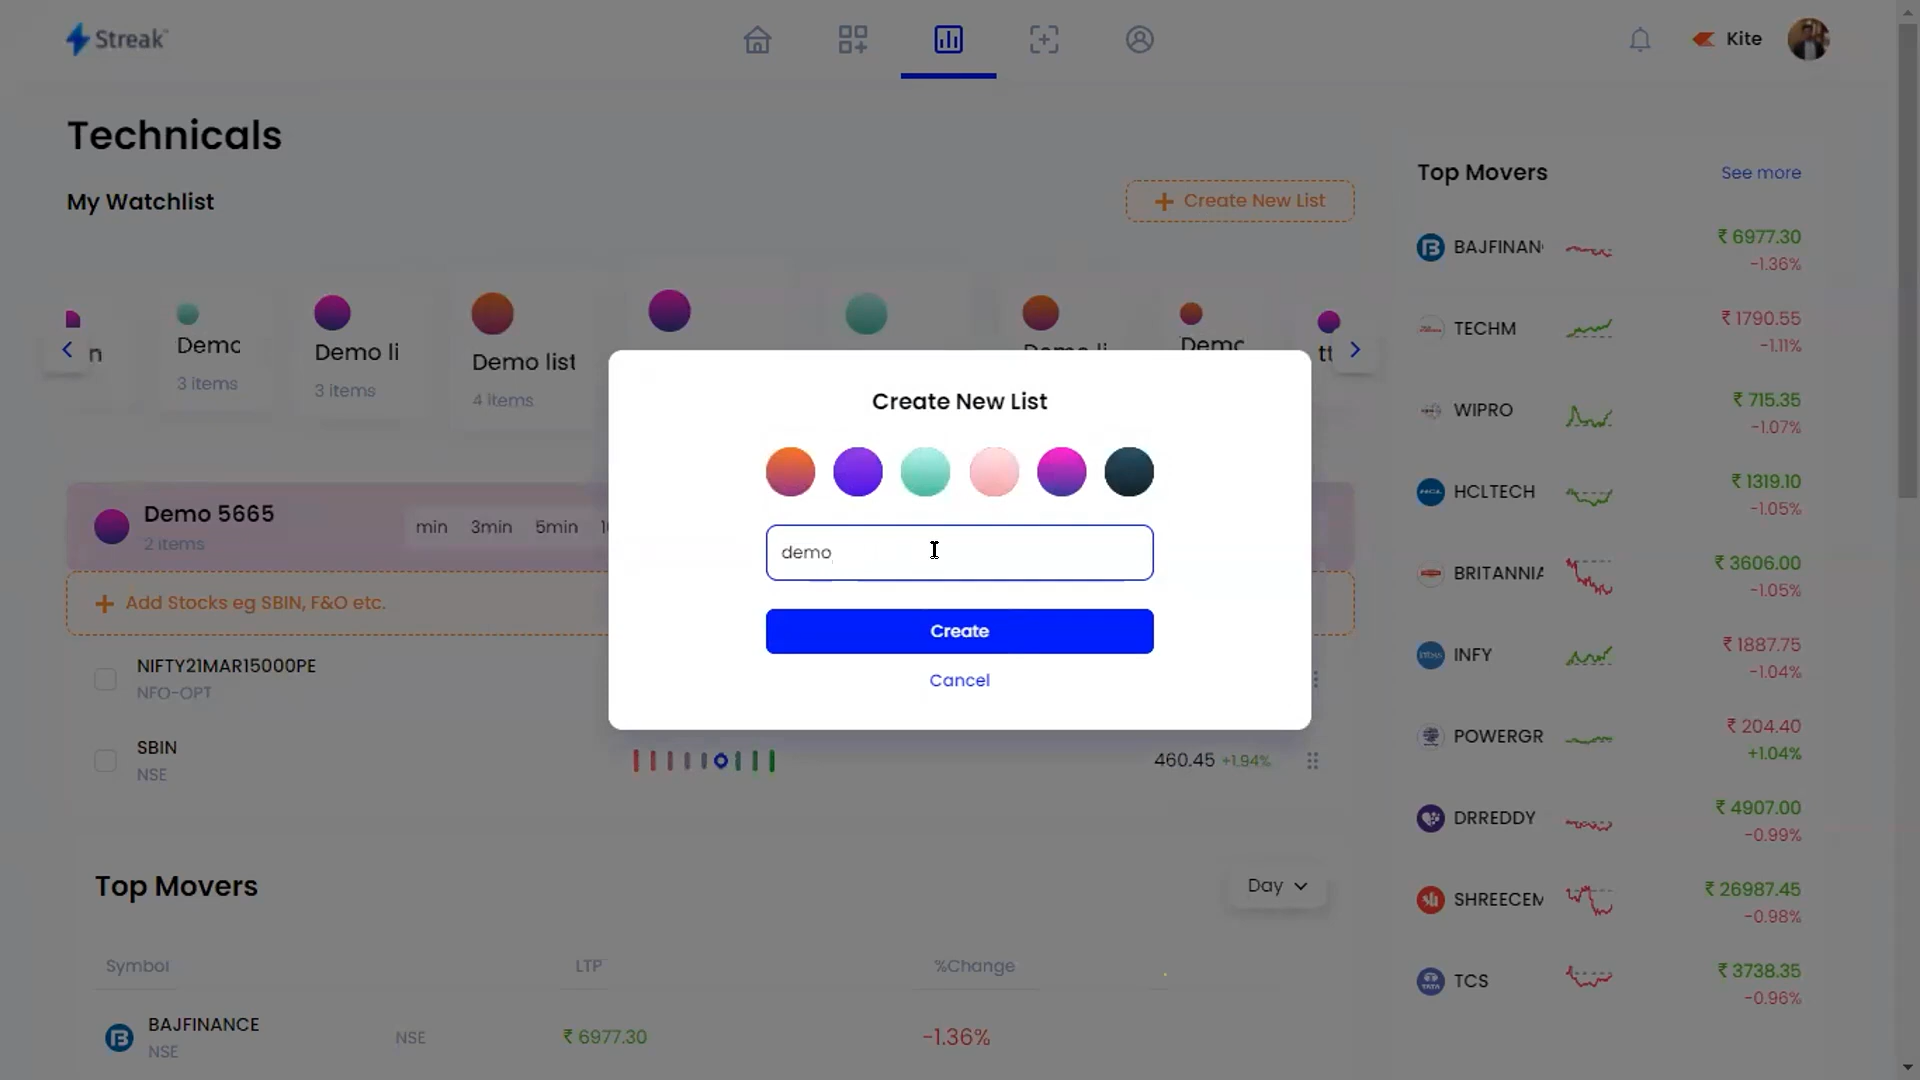 Streak
Kite
Technicals
My Watchlist
+ Create New List
Top Movers
See more
n
Demo
3 items
Demo li
3 items
Demo list
4 items
Demo li
Demo
tt
Create New List
demo
Create
Cancel
Demo 5665
2 items
min 3min 5min 1
+ Add Stocks eg SBIN, F&O etc.
NIFTY21MAR15000PE
NFO-OPT
SBIN
NSE
460.45 +1.94%
Top Movers
Day
Symbol LTP %Change
BAJFINANCE
NSE
NSE
₹ 6977.30
-1.36%
BAJFINAN
₹ 6977.30
-1.36%
TECHM
₹ 1790.55
-1.11%
WIPRO
₹ 715.35
-1.07%
HCLTECH
₹ 1319.10
-1.05%
BRITANNIA
₹ 3606.00
-1.05%
INFY
₹ 1887.75
-1.04%
POWERGR
₹ 204.40
+1.04%
DRREDDY
₹ 4907.00
-0.99%
SHREECEM
₹ 26987.45
-0.98%
TCS
₹ 3738.35
-0.96%